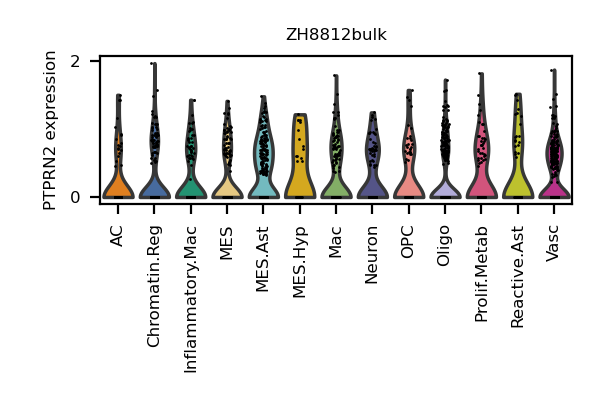 ZH8812bulk
PTPRN2 expression
2
0
AC
Chromatin.Reg
Inflammatory.Mac
MES
MES.Ast
MES.Hyp
Mac
Neuron
OPC
Oligo
Prolif.Metab
Reactive.Ast
Vasc